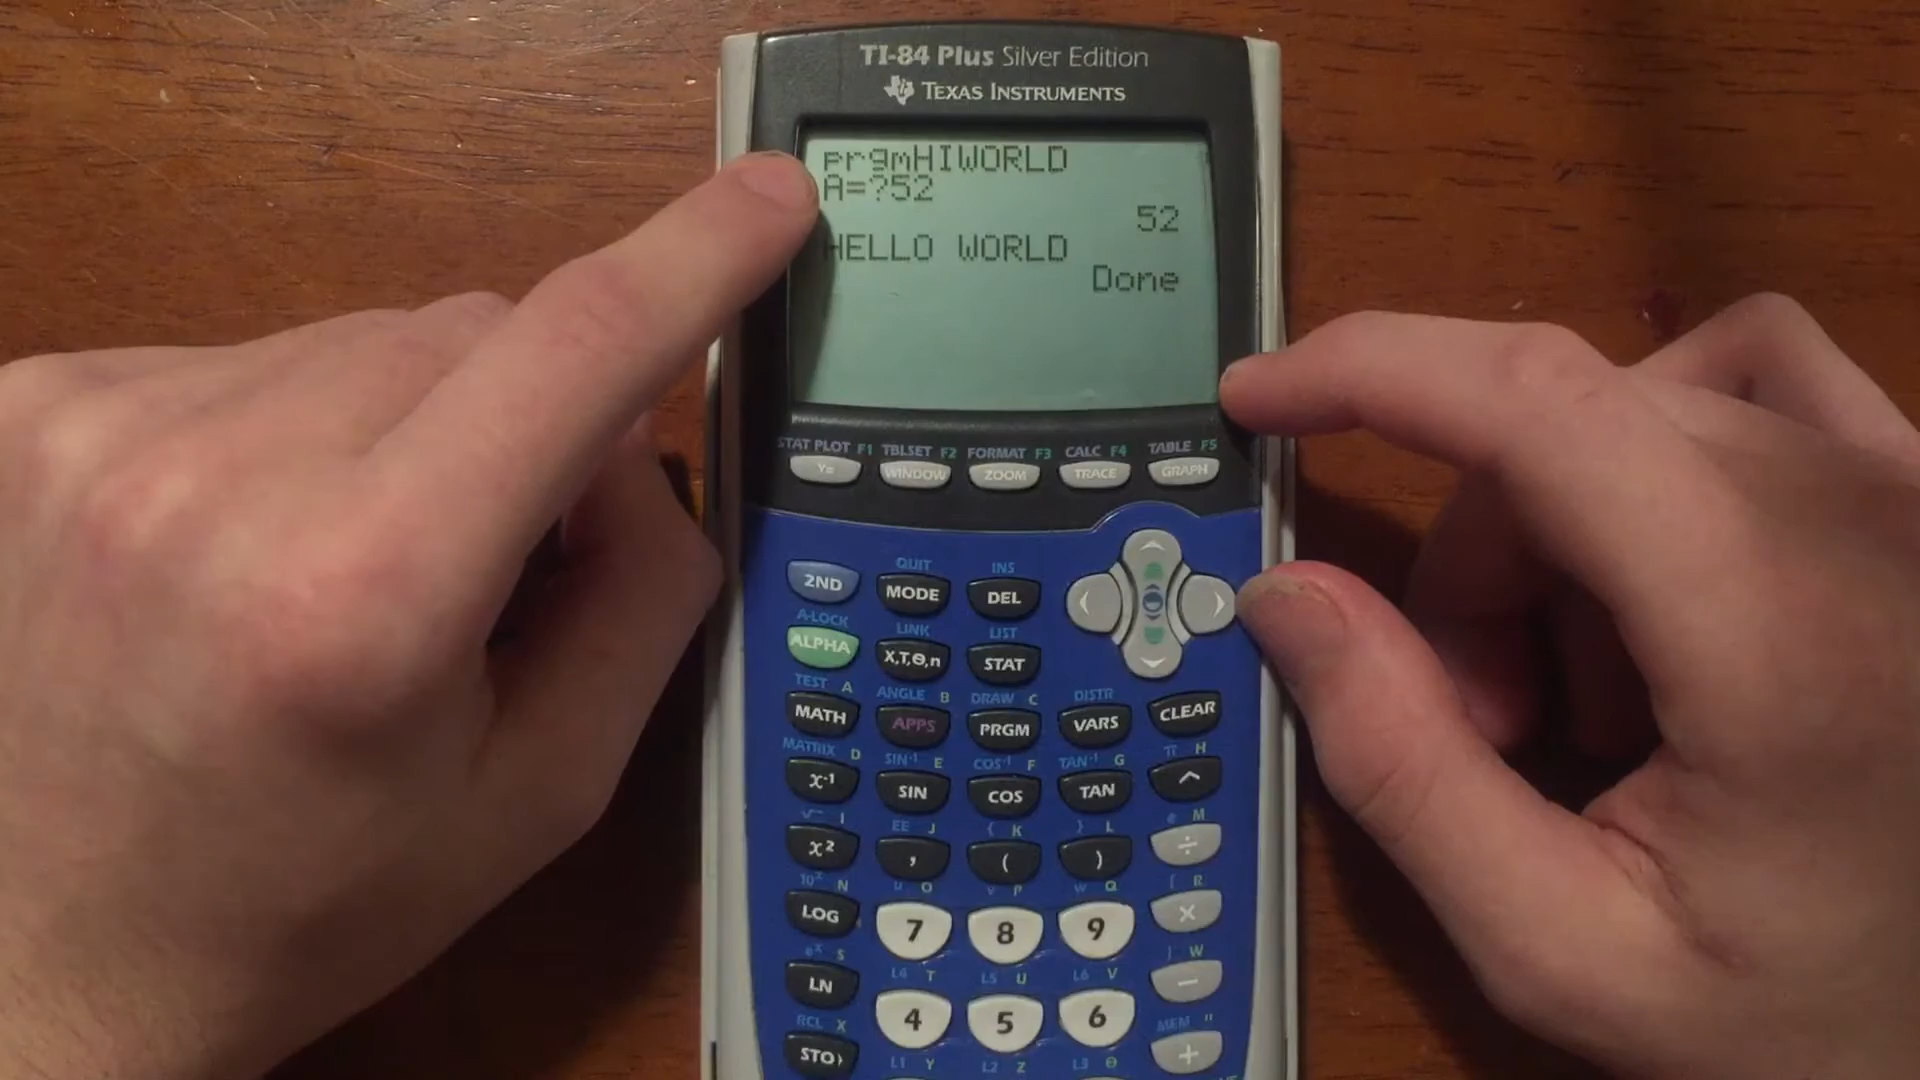 TI-84 Plus Silver Edition
TEXAS INSTRUMENTS
prgmHIWORLD
A=?52
52
HELLO WORLD
Done
STAT PLOT F1 TBLSET F2 FORMAT F3 CALC F4 TABLE F5
Y= WINDOW ZOOM TRACE GRAPH
QUIT INS
2ND MODE DEL
A-LOCK LINK LIST
ALPHA X,T,Θ,n STAT
TEST A ANGLE B DRAW C DISTR
MATH APPS PRGM VARS CLEAR
MATRIX D SIN⁻¹ E COS⁻¹ F TAN⁻¹ G π H
x⁻¹ SIN COS TAN ^
√ I EE J { K } L e M
x² , ( ) ÷
10ˣ N u O v P w Q [ R
LOG 7 8 9 ×
eˣ S L4 T L5 U L6 V ] W
LN 4 5 6 −
RCL X L1 Y L2 Z L3 θ MEM "
STO› +